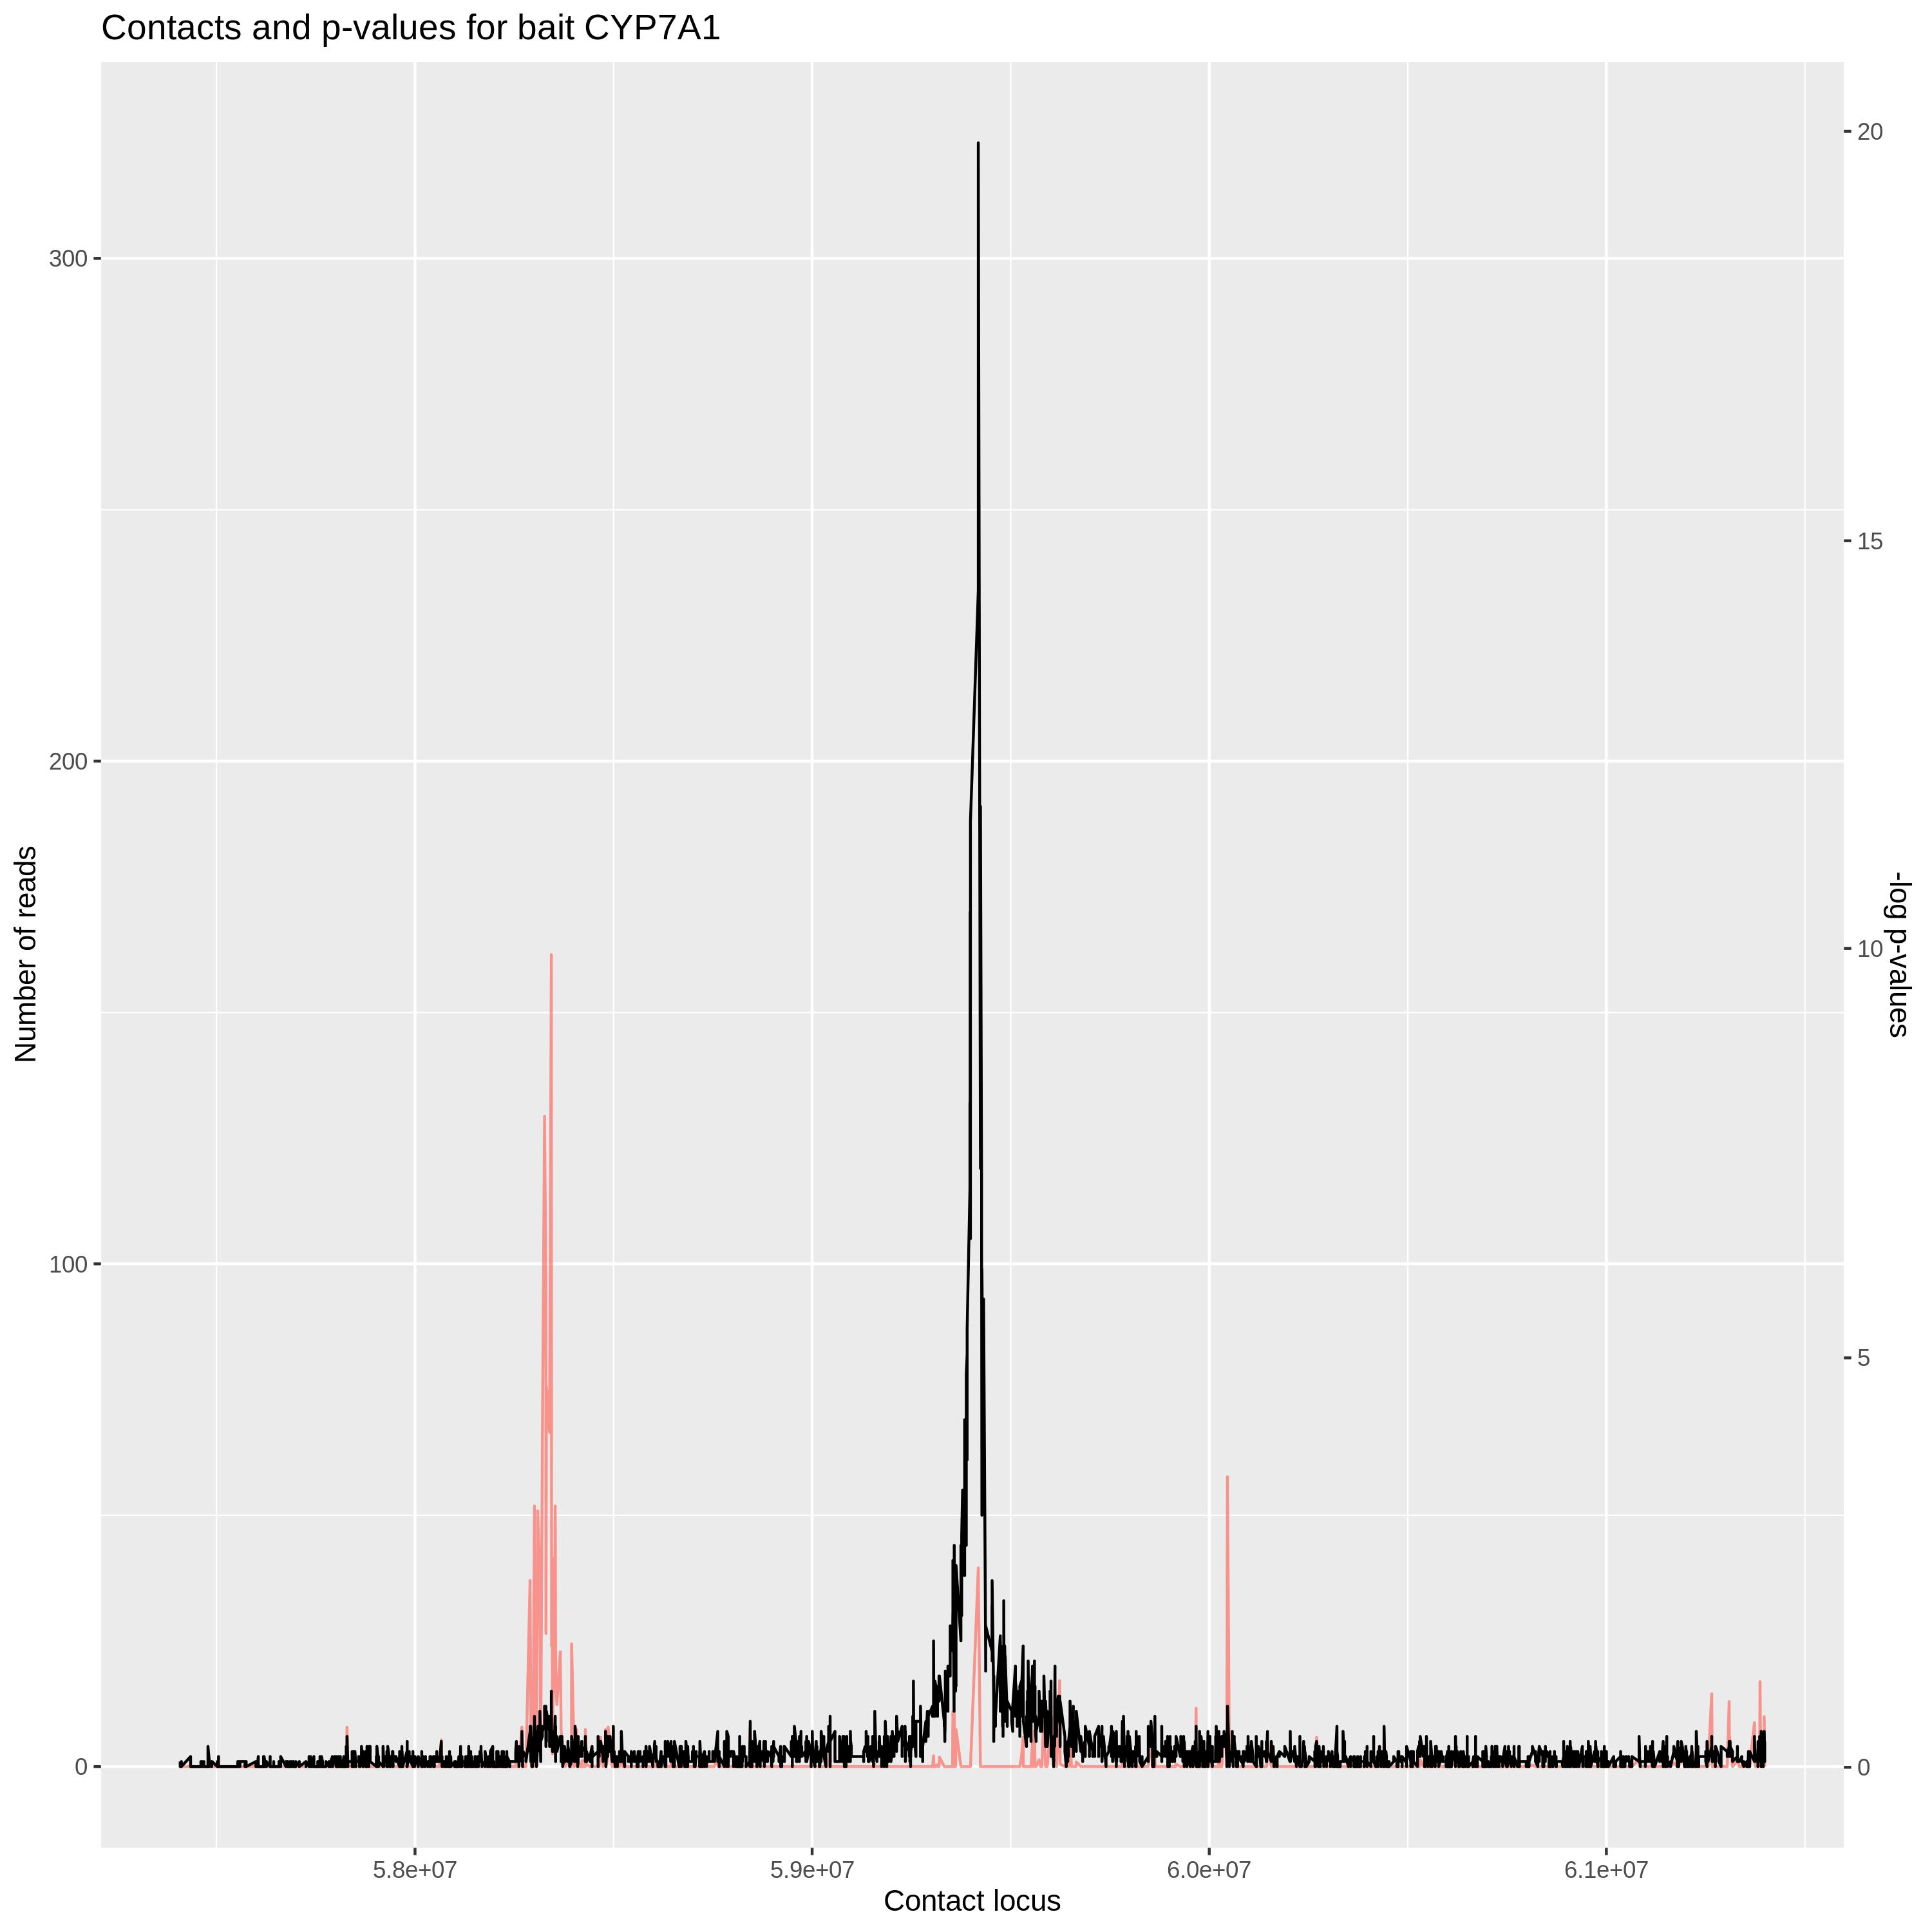 Contacts and p-values for bait CYP7A1
Number of reads
300
200
100
0
20
15
10
5
0
-log p-values
5.8e+07
5.9e+07
6.0e+07
6.1e+07
Contact locus